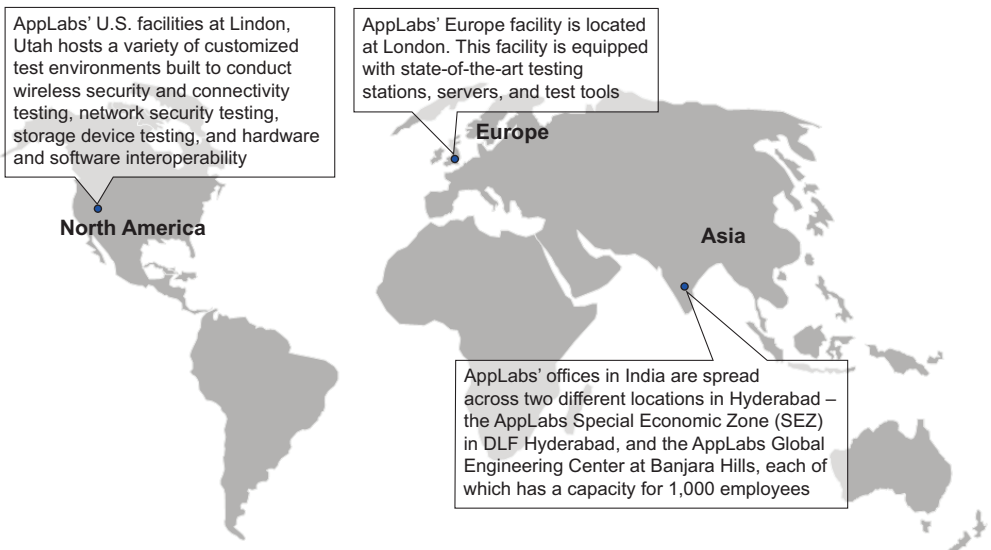 AppLabs’ U.S. facilities at Lindon,
Utah hosts a variety of customized
test environments built to conduct
wireless security and connectivity
testing, network security testing,
storage device testing, and hardware
and software interoperability
AppLabs’ Europe facility is located
at London. This facility is equipped
with state-of-the-art testing
stations, servers, and test tools
Europe
North America
Asia
AppLabs’ offices in India are spread
across two different locations in Hyderabad –
the AppLabs Special Economic Zone (SEZ)
in DLF Hyderabad, and the AppLabs Global
Engineering Center at Banjara Hills, each of
which has a capacity for 1,000 employees